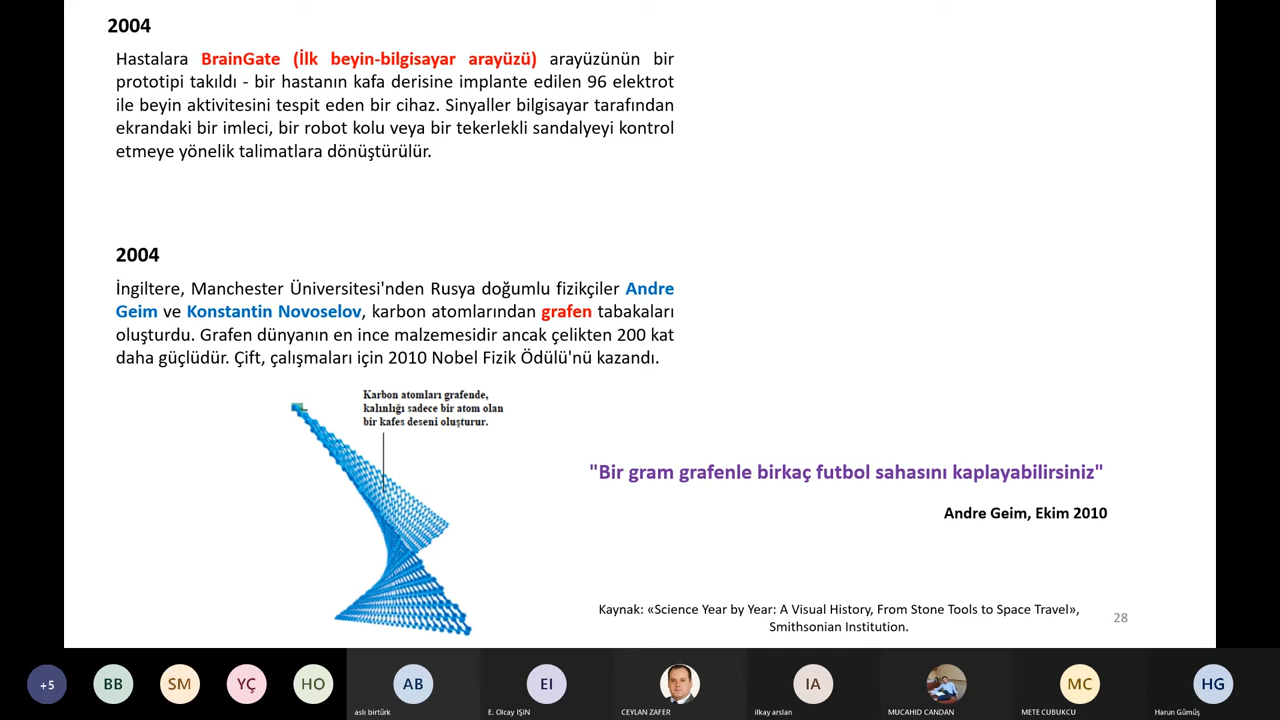 2004
Hastalara BrainGate (İlk beyin-bilgisayar arayüzü) arayüzünün bir
prototipi takıldı - bir hastanın kafa derisine implante edilen 96 elektrot
ile beyin aktivitesini tespit eden bir cihaz. Sinyaller bilgisayar tarafından
ekrandaki bir imleci, bir robot kolu veya bir tekerlekli sandalyeyi kontrol
etmeye yönelik talimatlara dönüştürülür.
2004
İngiltere, Manchester Üniversitesi'nden Rusya doğumlu fizikçiler Andre
Geim ve Konstantin Novoselov, karbon atomlarından grafen tabakaları
oluşturdu. Grafen dünyanın en ince malzemesidir ancak çelikten 200 kat
daha güçlüdür. Çift, çalışmaları için 2010 Nobel Fizik Ödülü'nü kazandı.
Karbon atomları grafende,
kalınlığı sadece bir atom olan
bir kafes deseni oluşturur.
"Bir gram grafenle birkaç futbol sahasını kaplayabilirsiniz"
Andre Geim, Ekim 2010
Kaynak: «Science Year by Year: A Visual History, From Stone Tools to Space Travel»,
Smithsonian Institution.
28
+5
BB
SM
YÇ
HO
AB
aslı birtürk
EI
E. Olcay IŞIN
CEYLAN ZAFER
IA
ilkay arslan
MUCAHID CANDAN
MC
METE CUBUKCU
HG
Harun Gümüş